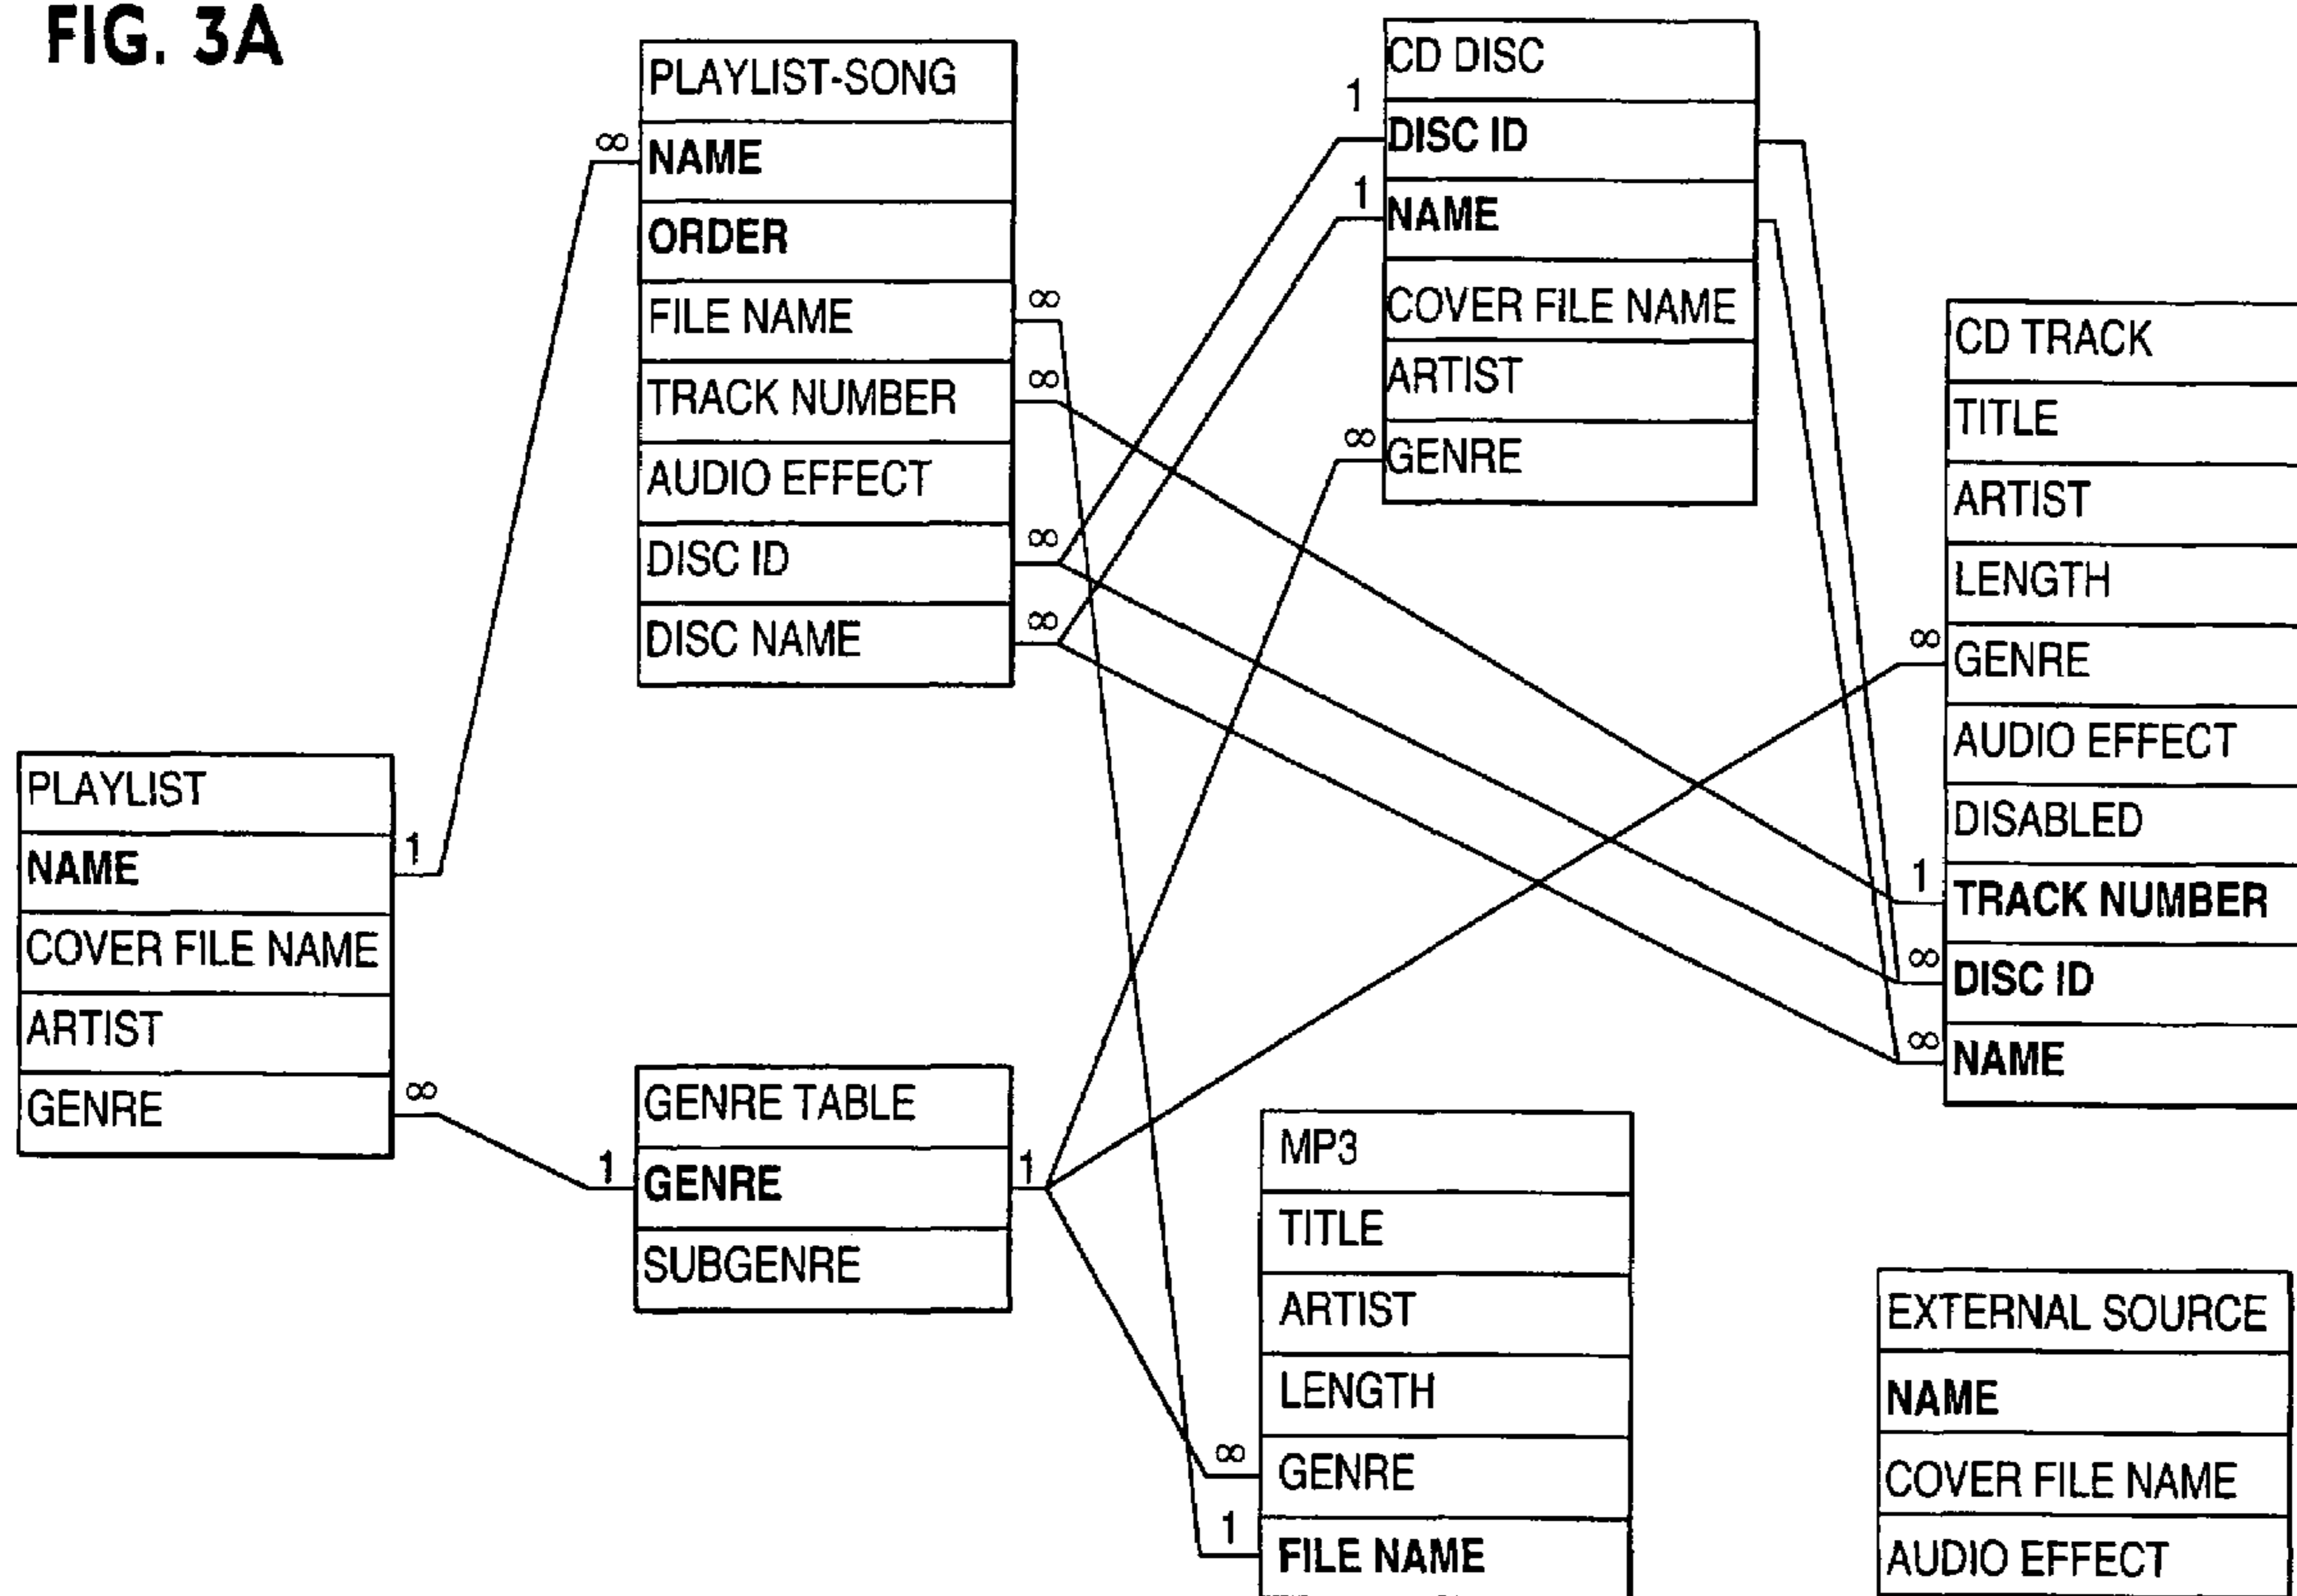 FIG. 3A
PLAYLIST-SONG
∞ NAME
ORDER
FILE NAME ∞
TRACK NUMBER ∞
AUDIO EFFECT
DISC ID ∞
DISC NAME ∞
CD DISC
1 DISC ID
1 NAME
COVER FILE NAME
ARTIST
∞ GENRE
CD TRACK
TITLE
ARTIST
LENGTH
∞ GENRE
AUDIO EFFECT
DISABLED
1 TRACK NUMBER
∞ DISC ID
∞ NAME
PLAYLIST
NAME 1
COVER FILE NAME
ARTIST
GENRE ∞
GENRE TABLE
1 GENRE 1
SUBGENRE
MP3
TITLE
ARTIST
LENGTH
∞ GENRE
1 FILE NAME
EXTERNAL SOURCE
NAME
COVER FILE NAME
AUDIO EFFECT